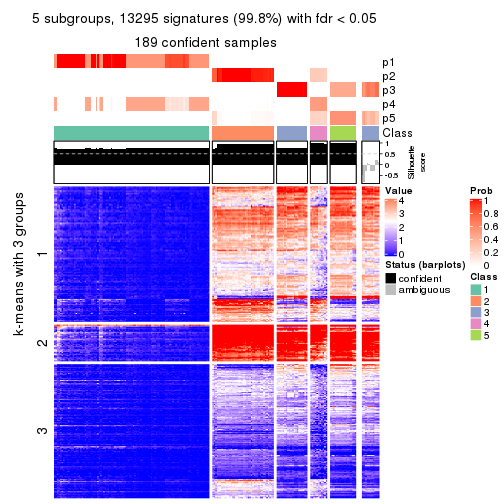 5 subgroups, 13295 signatures (99.8%) with fdr < 0.05
189 confident samples
p1
p2
p3
p4
p5
Class
1
0.5
0
-0.5
Silhouette
score
k-means with 3 groups
1
2
3
Value
4
3
2
1
0
Status (barplots)
confident
ambiguous
Prob
1
0.8
0.6
0.4
0.2
0
Class
1
2
3
4
5